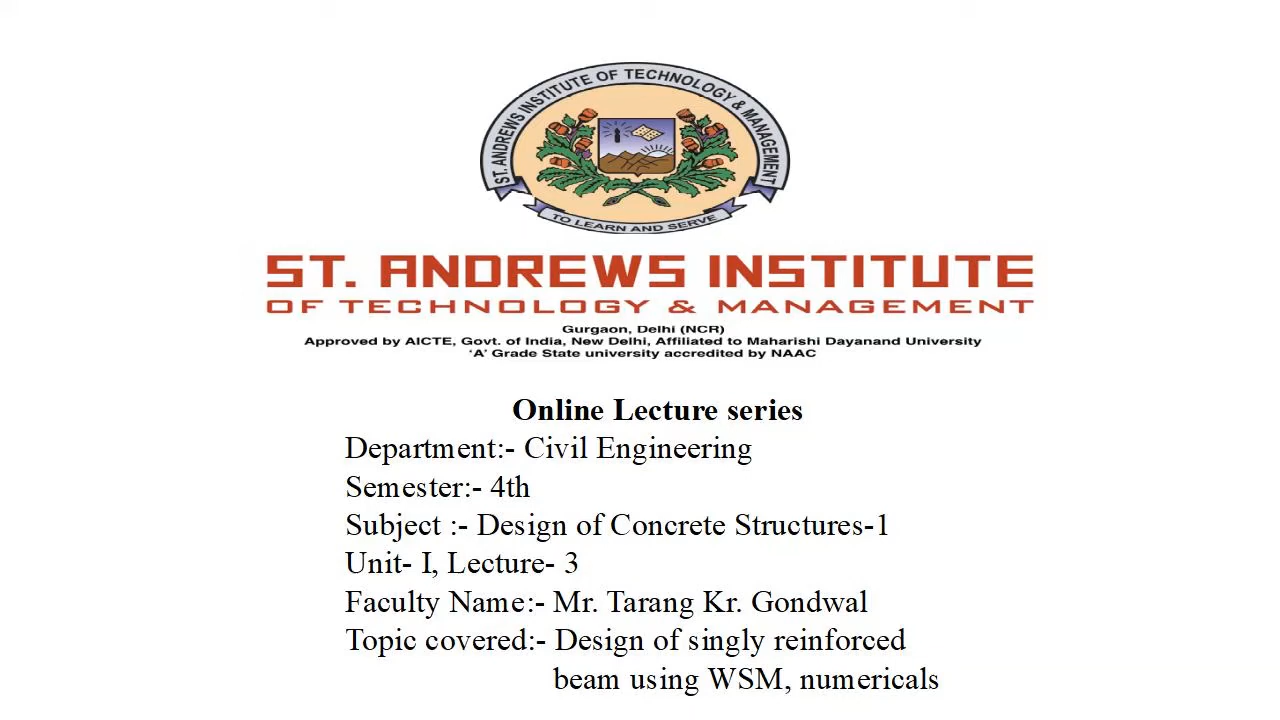 ST. ANDREWS INSTITUTE OF TECHNOLOGY & MANAGEMENT
TO LEARN AND SERVE
ST. ANDREWS INSTITUTE
OF TECHNOLOGY & MANAGEMENT
Gurgaon, Delhi (NCR)
Approved by AICTE, Govt. of India, New Delhi, Affiliated to Maharishi Dayanand University
'A' Grade State university accredited by NAAC
Online Lecture series
Department:- Civil Engineering
Semester:- 4th
Subject :- Design of Concrete Structures-1
Unit- I, Lecture- 3
Faculty Name:- Mr. Tarang Kr. Gondwal
Topic covered:- Design of singly reinforced
beam using WSM, numericals